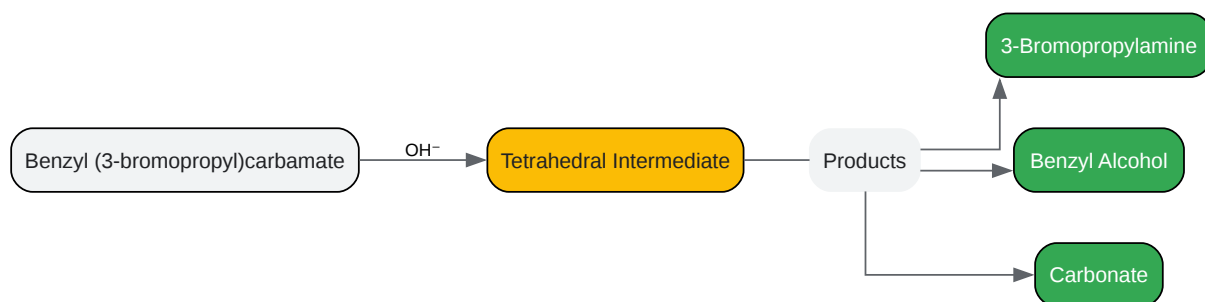 3-Bromopropylamine
Benzyl (3-bromopropyl)carbamate
OH⁻
Tetrahedral Intermediate
Products
Benzyl Alcohol
Carbonate